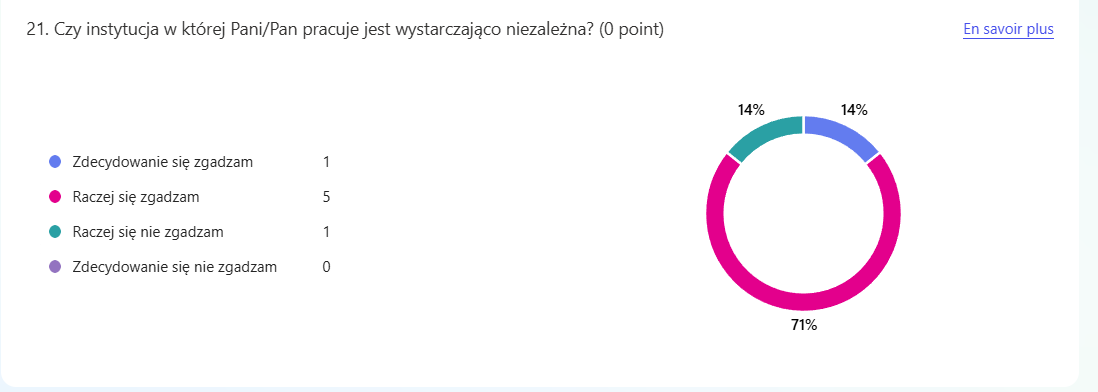 21. Czy instytucja w której Pani/Pan pracuje jest wystarczająco niezależna? (0 point)
En savoir plus
Zdecydowanie się zgadzam 1
Raczej się zgadzam 5
Raczej się nie zgadzam 1
Zdecydowanie się nie zgadzam 0
14% 14%
71%